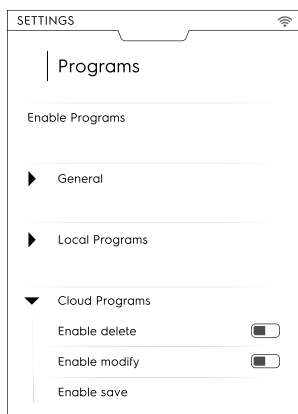 SETTINGS
Programs
Enable Programs
General
Local Programs
Cloud Programs
Enable delete
Enable modify
Enable save